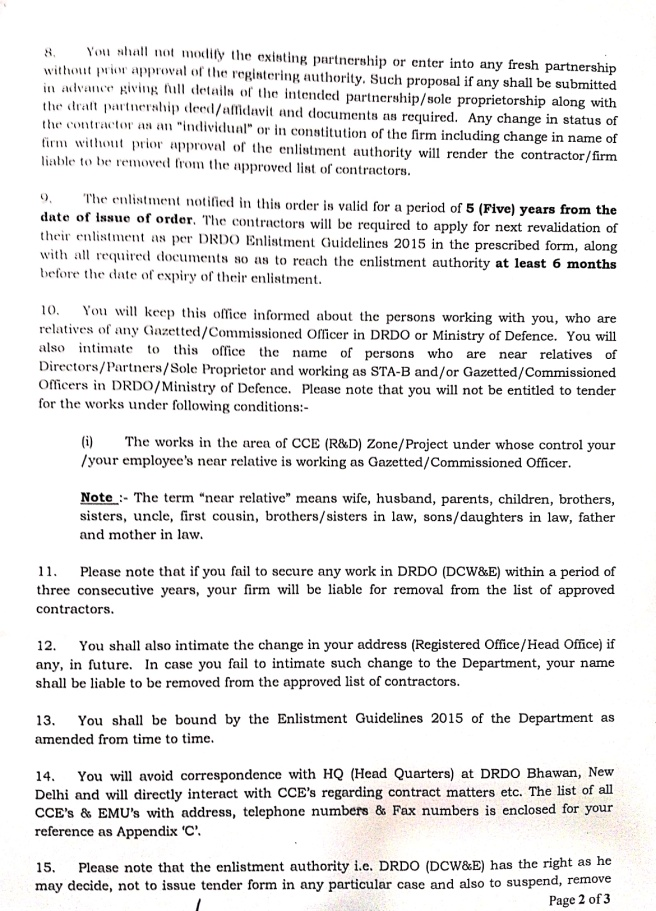 8. You shall not modify the existing partnership or enter into any fresh partnership
without prior approval of the registering authority. Such proposal if any shall be submitted
in advance giving full details of the intended partnership/sole proprietorship along with
the draft partnership deed/affidavit and documents as required. Any change in status of
the contractor as an "individual" or in constitution of the firm including change in name of
firm without prior approval of the enlistment authority will render the contractor/firm
liable to be removed from the approved list of contractors.
9. The enlistment notified in this order is valid for a period of 5 (Five) years from the
date of issue of order. The contractors will be required to apply for next revalidation of
their enlistment as per DRDO Enlistment Guidelines 2015 in the prescribed form, along
with all required documents so as to reach the enlistment authority at least 6 months
before the date of expiry of their enlistment.
10. You will keep this office informed about the persons working with you, who are
relatives of any Gazetted/Commissioned Officer in DRDO or Ministry of Defence. You will
also intimate to this office the name of persons who are near relatives of
Directors/Partners/Sole Proprietor and working as STA-B and/or Gazetted/Commissioned
Officers in DRDO/Ministry of Defence. Please note that you will not be entitled to tender
for the works under following conditions:-
(i) The works in the area of CCE (R&D) Zone/Project under whose control your
/your employee's near relative is working as Gazetted/Commissioned Officer.
Note :- The term "near relative" means wife, husband, parents, children, brothers,
sisters, uncle, first cousin, brothers/sisters in law, sons/daughters in law, father
and mother in law.
11. Please note that if you fail to secure any work in DRDO (DCW&E) within a period of
three consecutive years, your firm will be liable for removal from the list of approved
contractors.
12. You shall also intimate the change in your address (Registered Office/Head Office) if
any, in future. In case you fail to intimate such change to the Department, your name
shall be liable to be removed from the approved list of contractors.
13. You shall be bound by the Enlistment Guidelines 2015 of the Department as
amended from time to time.
14. You will avoid correspondence with HQ (Head Quarters) at DRDO Bhawan, New
Delhi and will directly interact with CCE's regarding contract matters etc. The list of all
CCE's & EMU's with address, telephone numbers & Fax numbers is enclosed for your
reference as Appendix 'C'.
15. Please note that the enlistment authority i.e. DRDO (DCW&E) has the right as he
may decide, not to issue tender form in any particular case and also to suspend, remove
Page 2 of 3